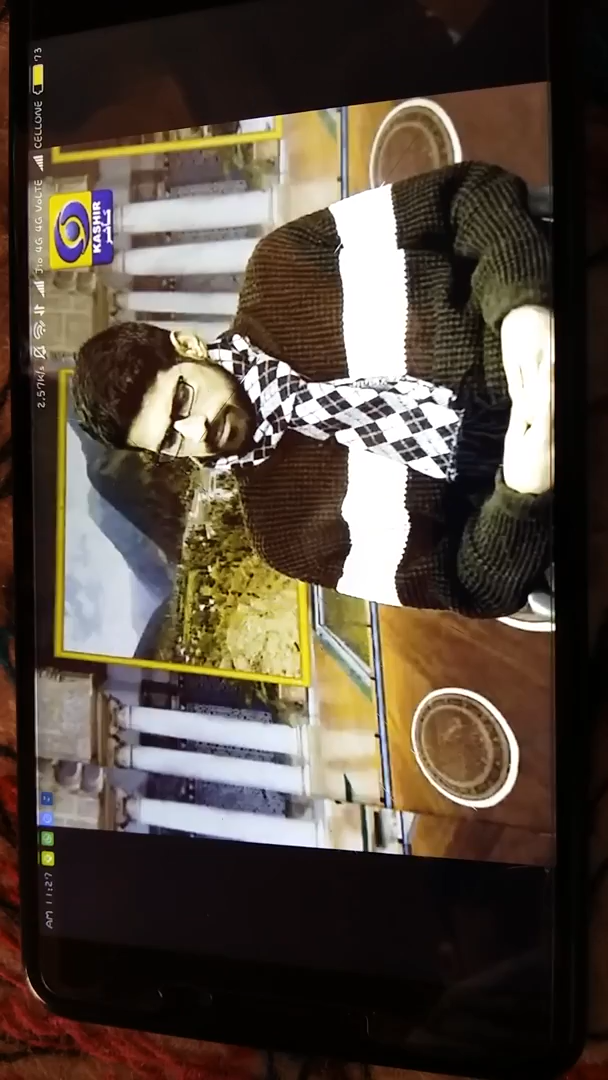 2.57K/s Jio 4G 4G VoLTE CELLONE 73
KASHIR
کٲشُر
AM 11:27